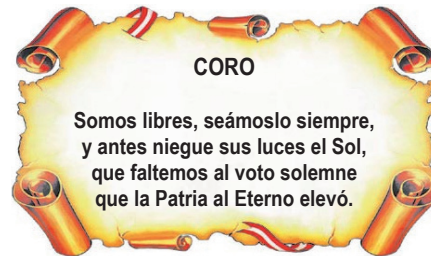 CORO
Somos libres, seámoslo siempre,
y antes niegue sus luces el Sol,
que faltemos al voto solemne
que la Patria al Eterno elevó.